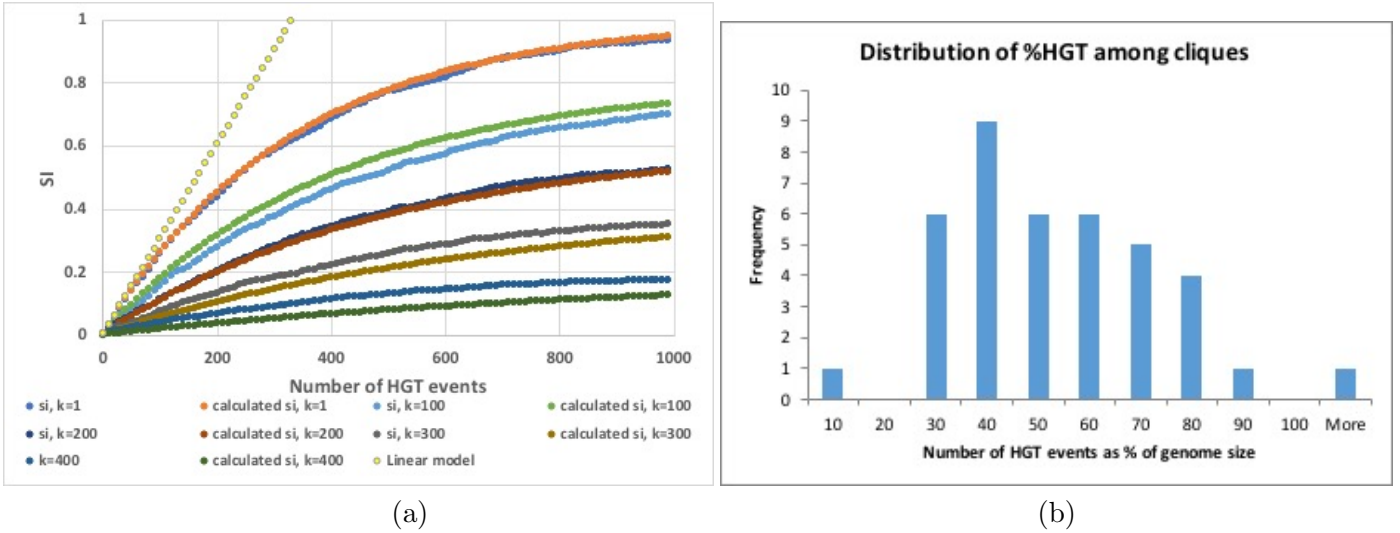 1
0.8
0.6
0.4
0.2
0
SI
0 200 400 600 800 1000
Number of HGT events
si, k=1 calculated si, k=1 si, k=100 calculated si, k=100
si, k=200 calculated si, k=200 si, k=300 calculated si, k=300
k=400 calculated si, k=400 Linear model
(a)
Distribution of %HGT among cliques
10
9
8
7
6
5
4
3
2
1
0
Frequency
10 20 30 40 50 60 70 80 90 100 More
Number of HGT events as % of genome size
(b)